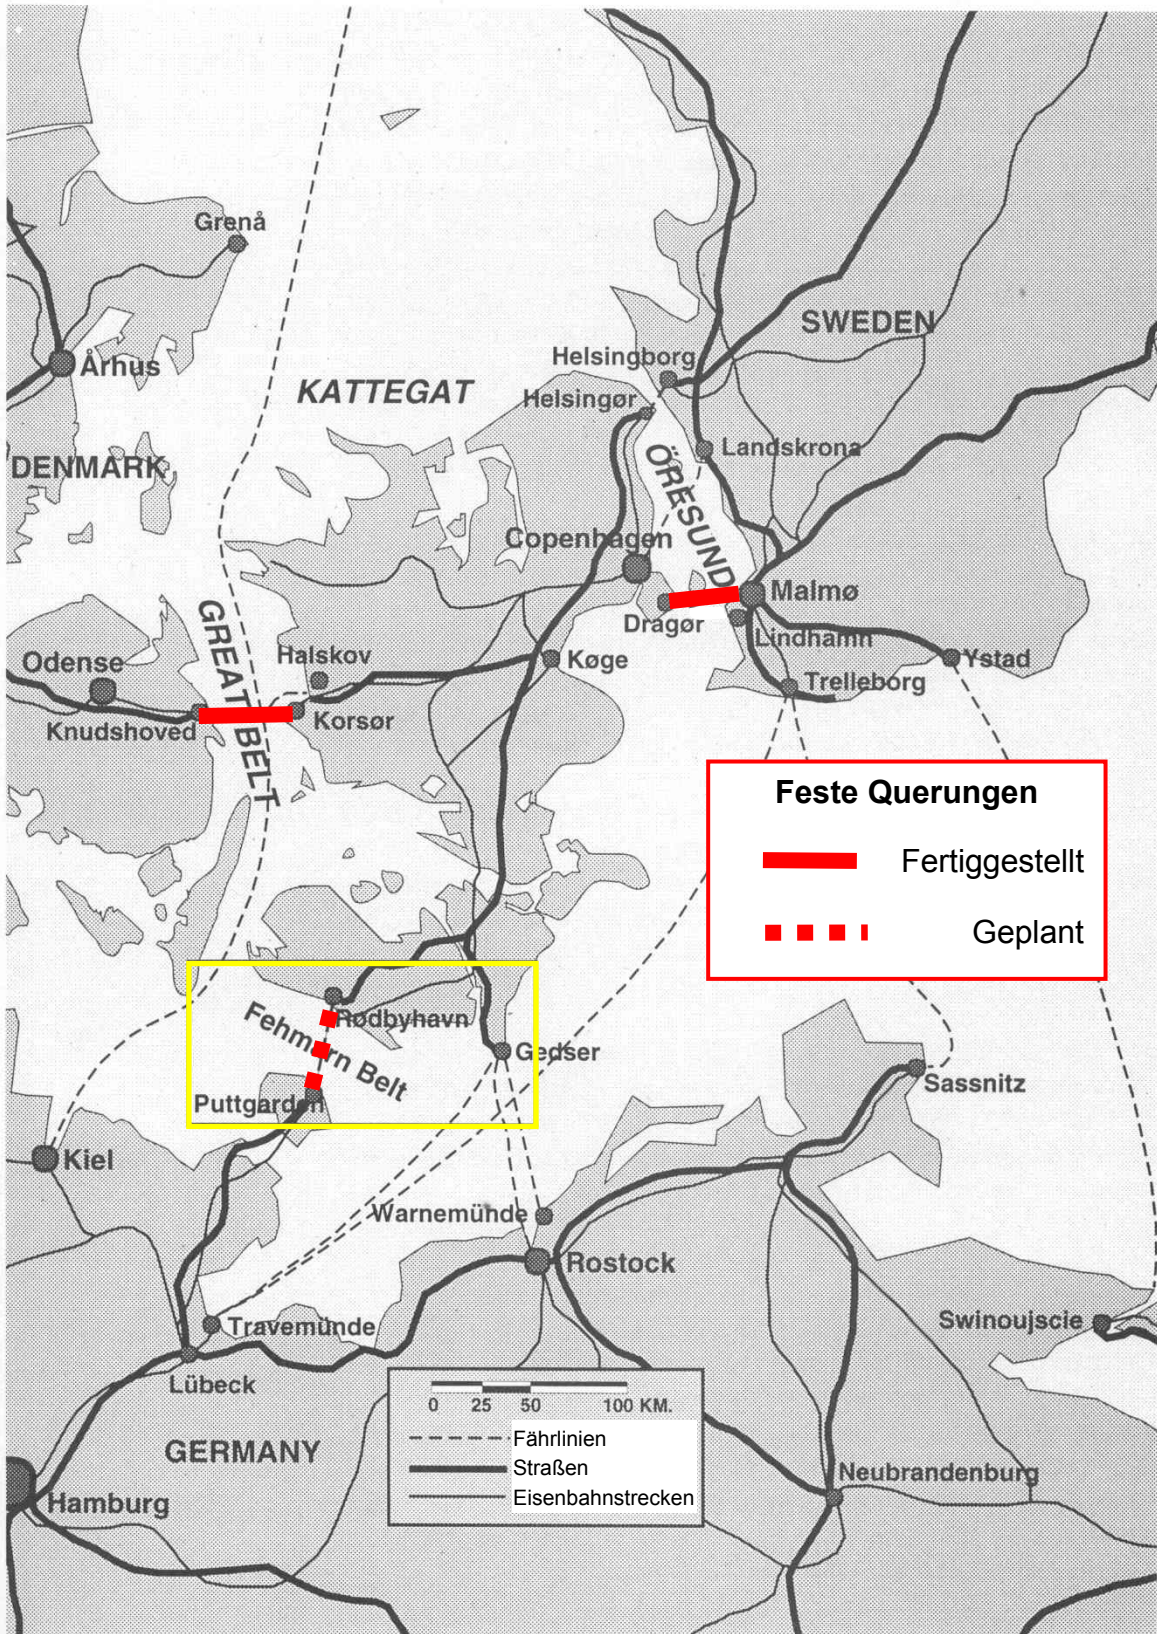 Grenå
SWEDEN
Helsingborg
Århus
KATTEGAT
Helsingør
Landskrona
DENMARK
ÖRESUND
Copenhagen
Malmø
Dragør
Lindhamn
GREAT BELT
Halskov
Køge
Ystad
Odense
Trelleborg
Knudshoved
Korsør
Feste Querungen
Fertiggestellt
Geplant
Rødbyhavn
Fehmarn Belt
Gedser
Sassnitz
Puttgarden
Kiel
Warnemühde
Rostock
Travemünde
Swinoujscie
Lübeck
0 25 50 100 KM.
Fährlinien
GERMANY
Straßen
Neubrandenburg
Eisenbahnstrecken
Hamburg